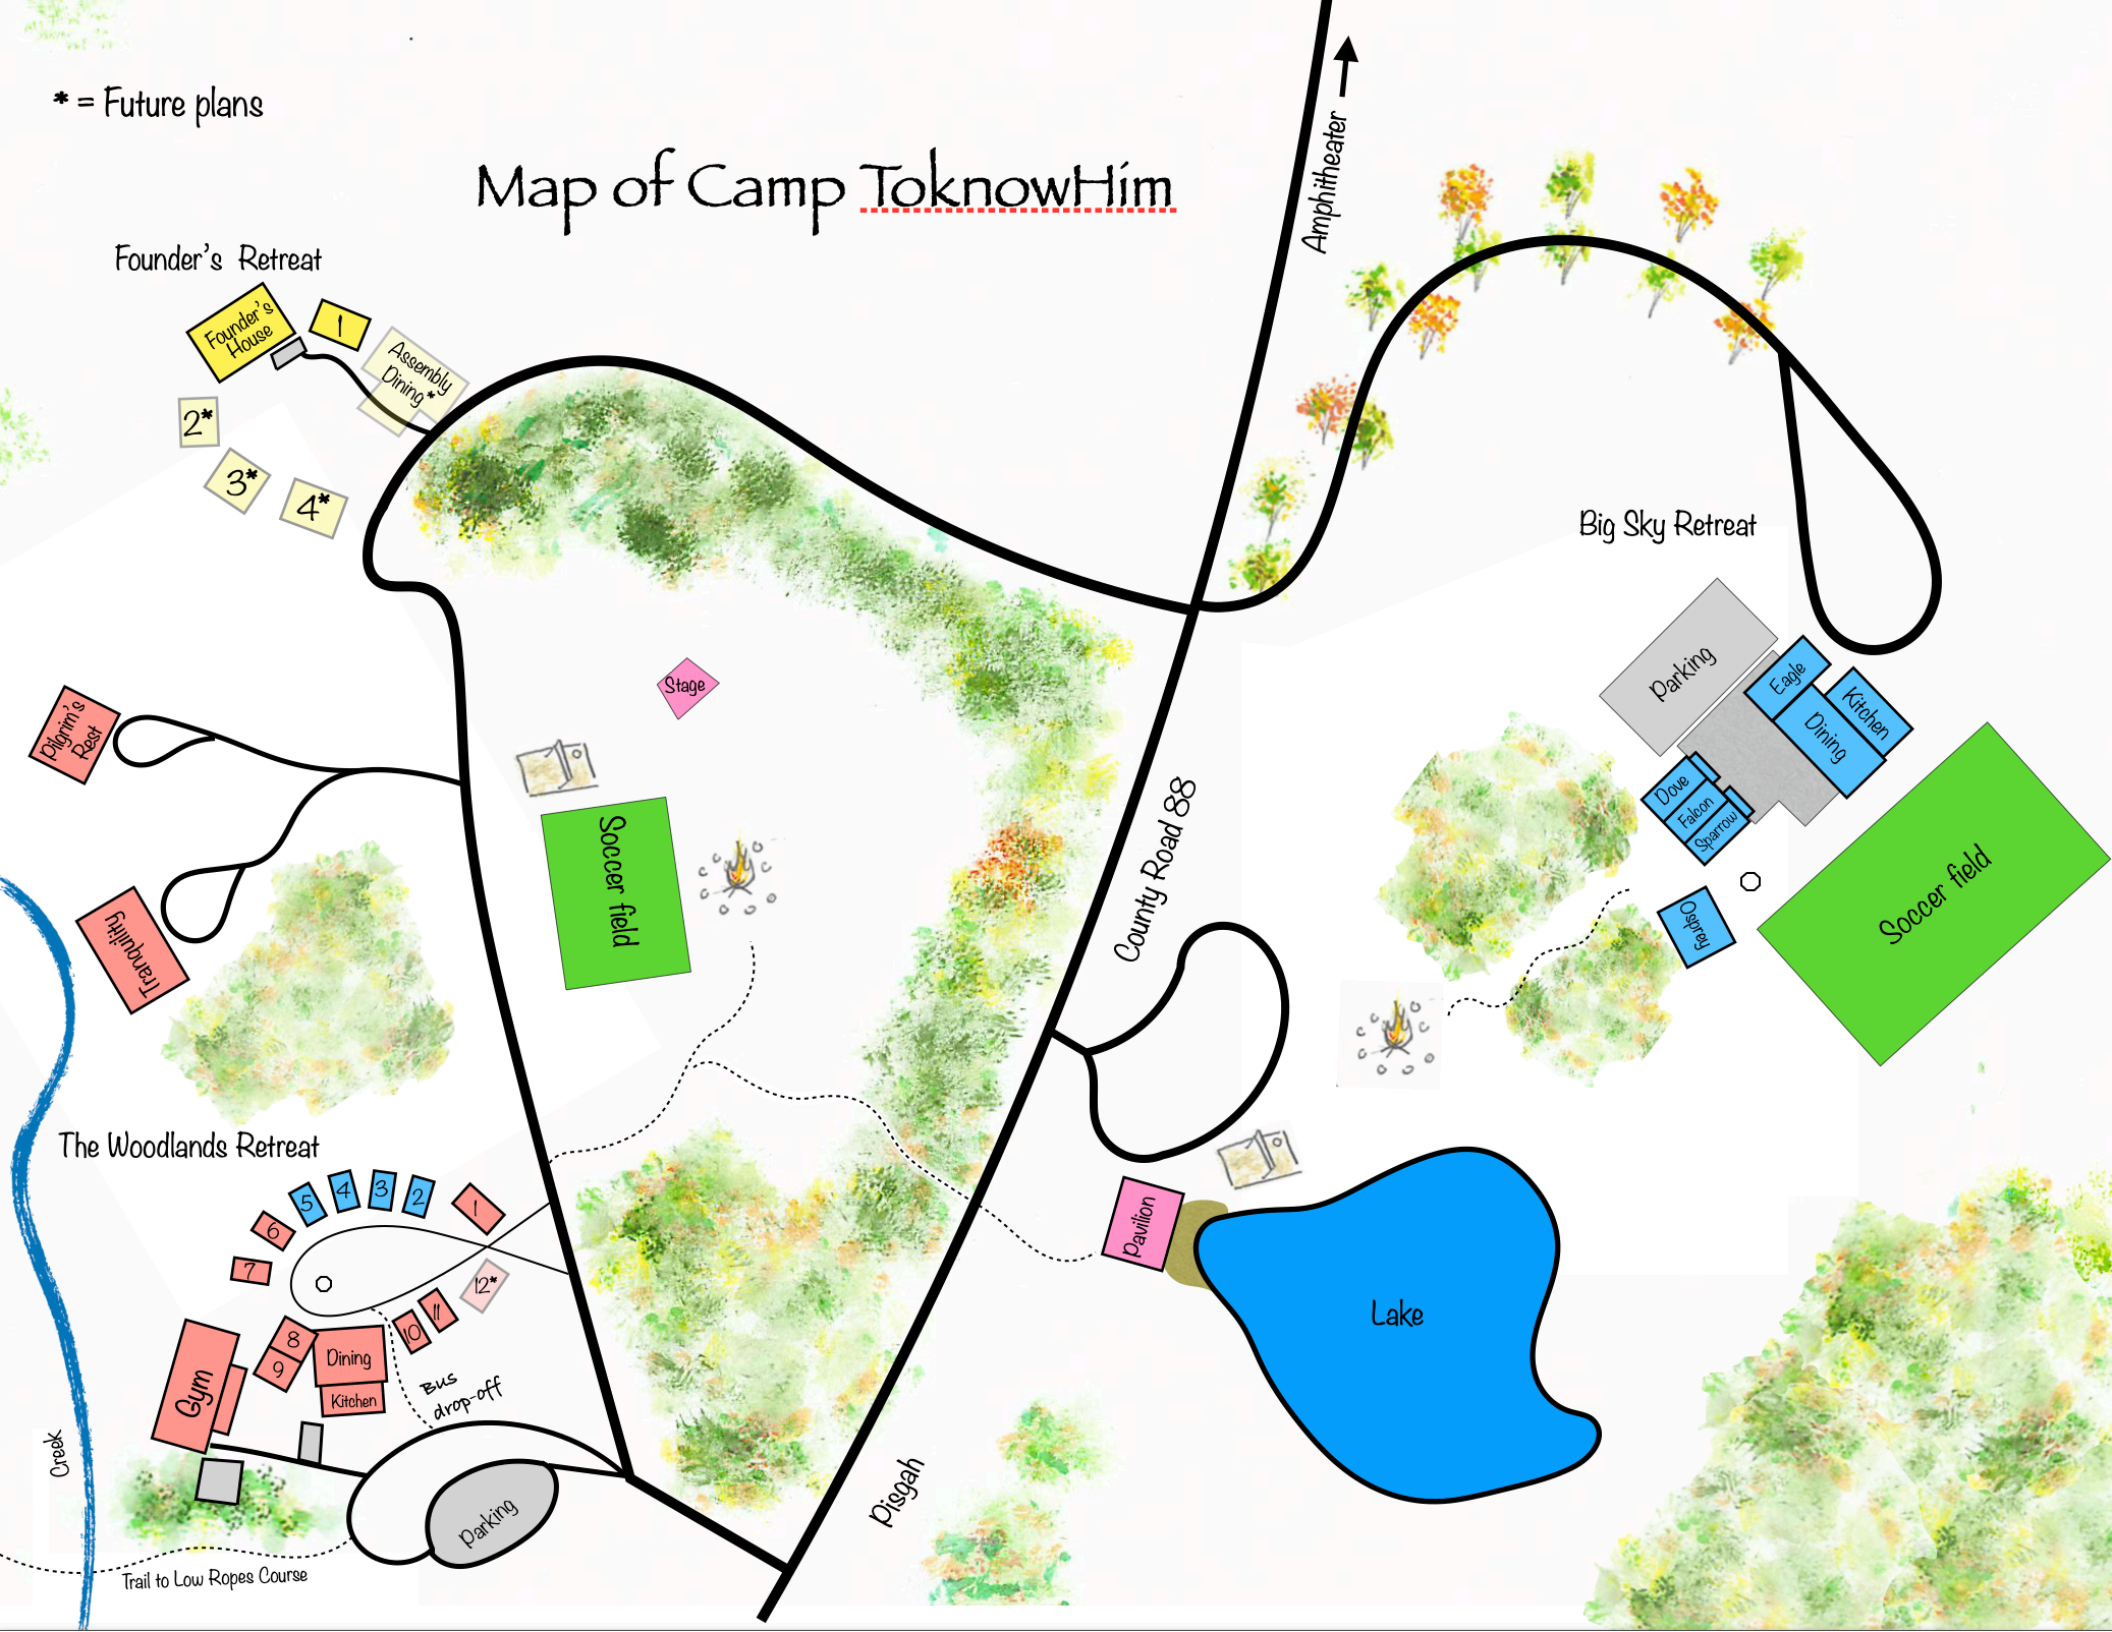 * = Future plans
Map of Camp ToknowHim
Amphitheater
Founder's Retreat
Founder's
House
1
Assembly
Dining*
2*
3*
4*
Big Sky Retreat
Parking
Eagle
Kitchen
Dining
Dove
Falcon
Sparrow
Osprey
Soccer field
Stage
Pilgrim's
Rest
Soccer field
County Road 88
Tranquility
The Woodlands Retreat
5
4
3
2
1
6
7
12*
11
10
8
9
Dining
Kitchen
Gym
Bus
drop-off
Pavilion
Lake
Creek
Parking
Pisgah
Trail to Low Ropes Course